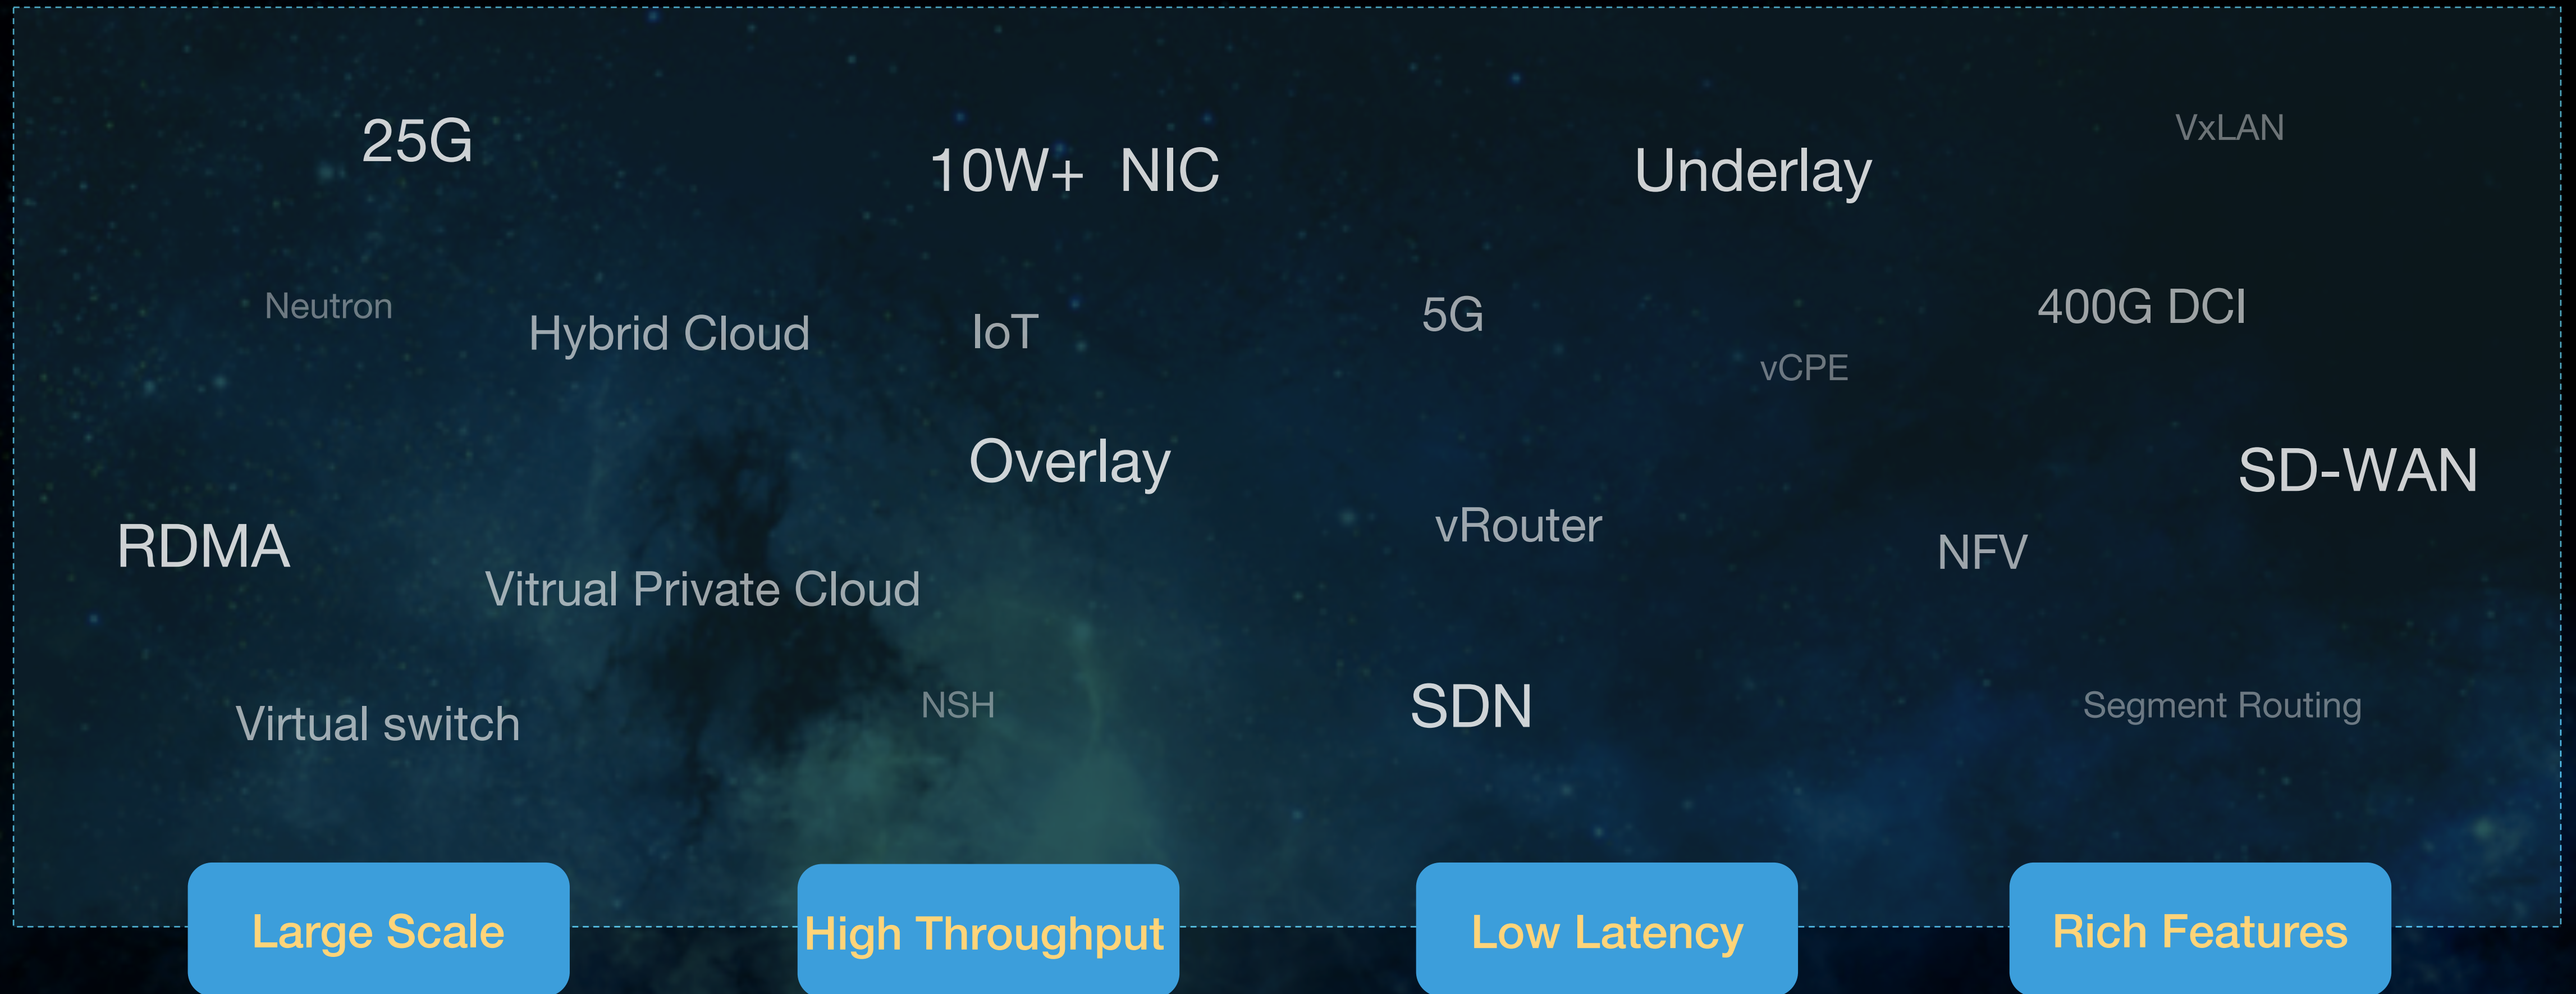 25G
10W+ NIC
Underlay
VxLAN
Neutron
Hybrid Cloud
IoT
5G
vCPE
400G DCI
Overlay
SD-WAN
RDMA
Vitrual Private Cloud
vRouter
NFV
Virtual switch
NSH
SDN
Segment Routing
Large Scale
High Throughput
Low Latency
Rich Features